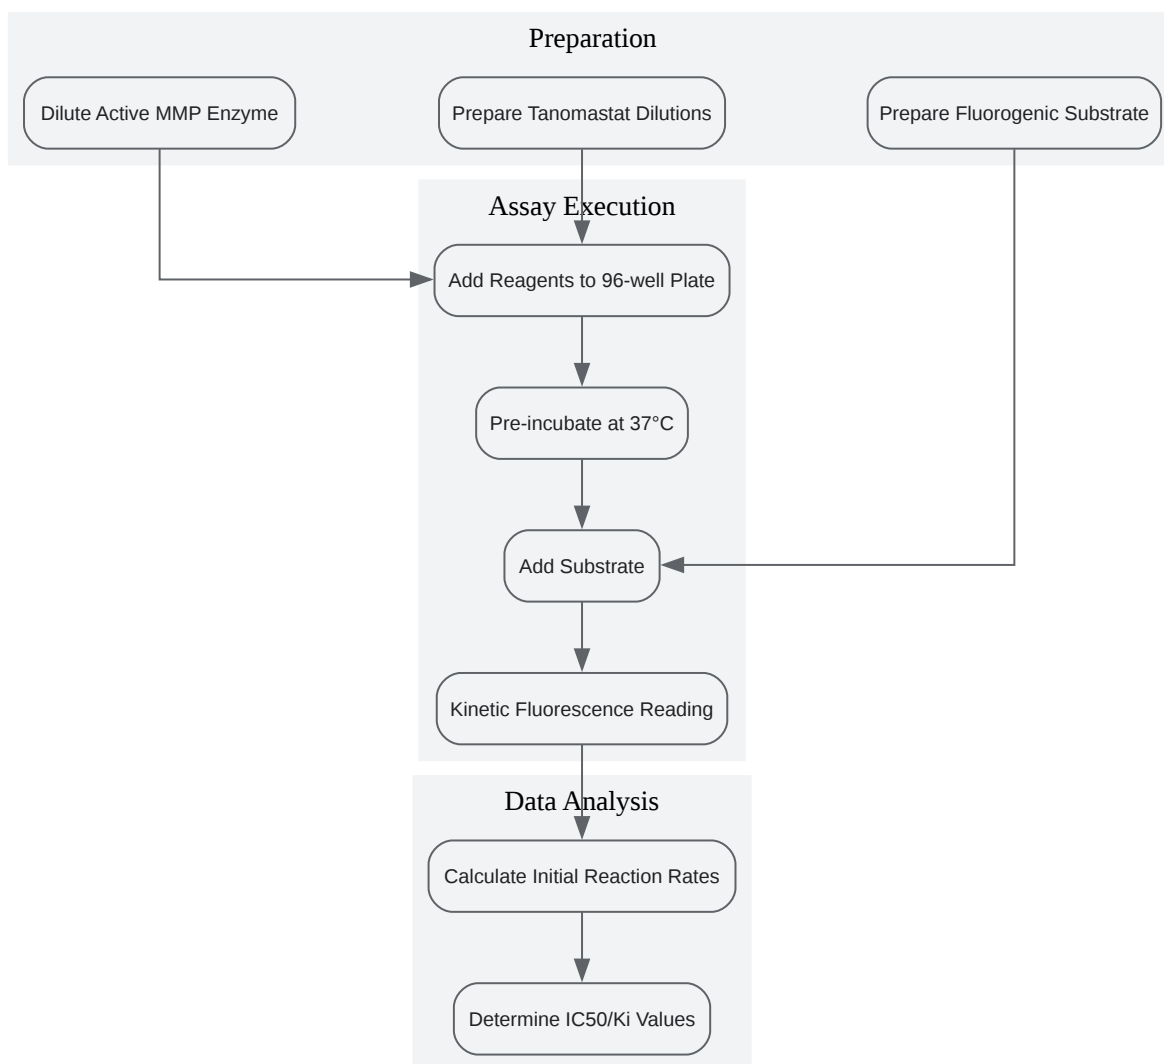 Preparation
Dilute Active MMP Enzyme
Prepare Tanomastat Dilutions
Prepare Fluorogenic Substrate
Assay Execution
Add Reagents to 96-well Plate
Pre-incubate at 37°C
Add Substrate
Kinetic Fluorescence Reading
Data Analysis
Calculate Initial Reaction Rates
Determine IC50/Ki Values